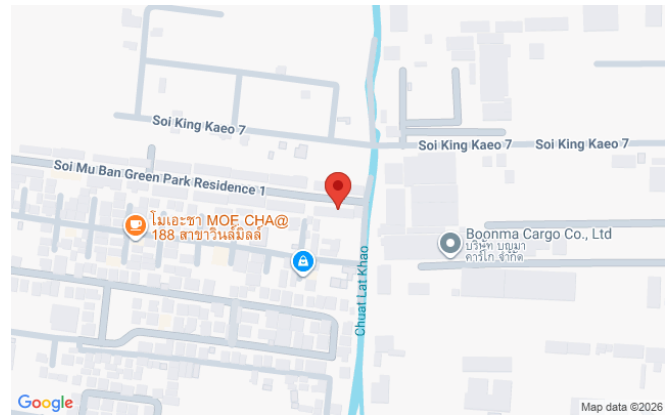 Soi King Kaeo 7
Soi King Kaeo 7
Soi King Kaeo 7
Soi Mu Ban Green Park Residence 1
โมเอะชา MOE CHA@
188 สาขาวินล์มิลล์
Boonma Cargo Co., Ltd
บริษัท บุญมา
คาร์โก จำกัด
Chuat Lat Khao
Google
Map data ©2026